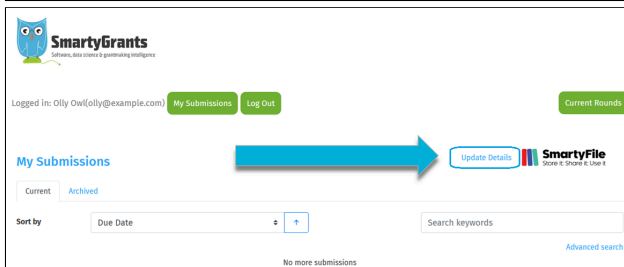 SmartyGrants
Software, data science & grantmaking intelligence
Logged in: Olly Owl(olly@example.com) My Submissions Log Out Current Rounds
My Submissions Update Details SmartyFile
Store it. Share it. Use it
Current Archived
Sort by Due Date ↑ Search keywords
Advanced search
No more submissions